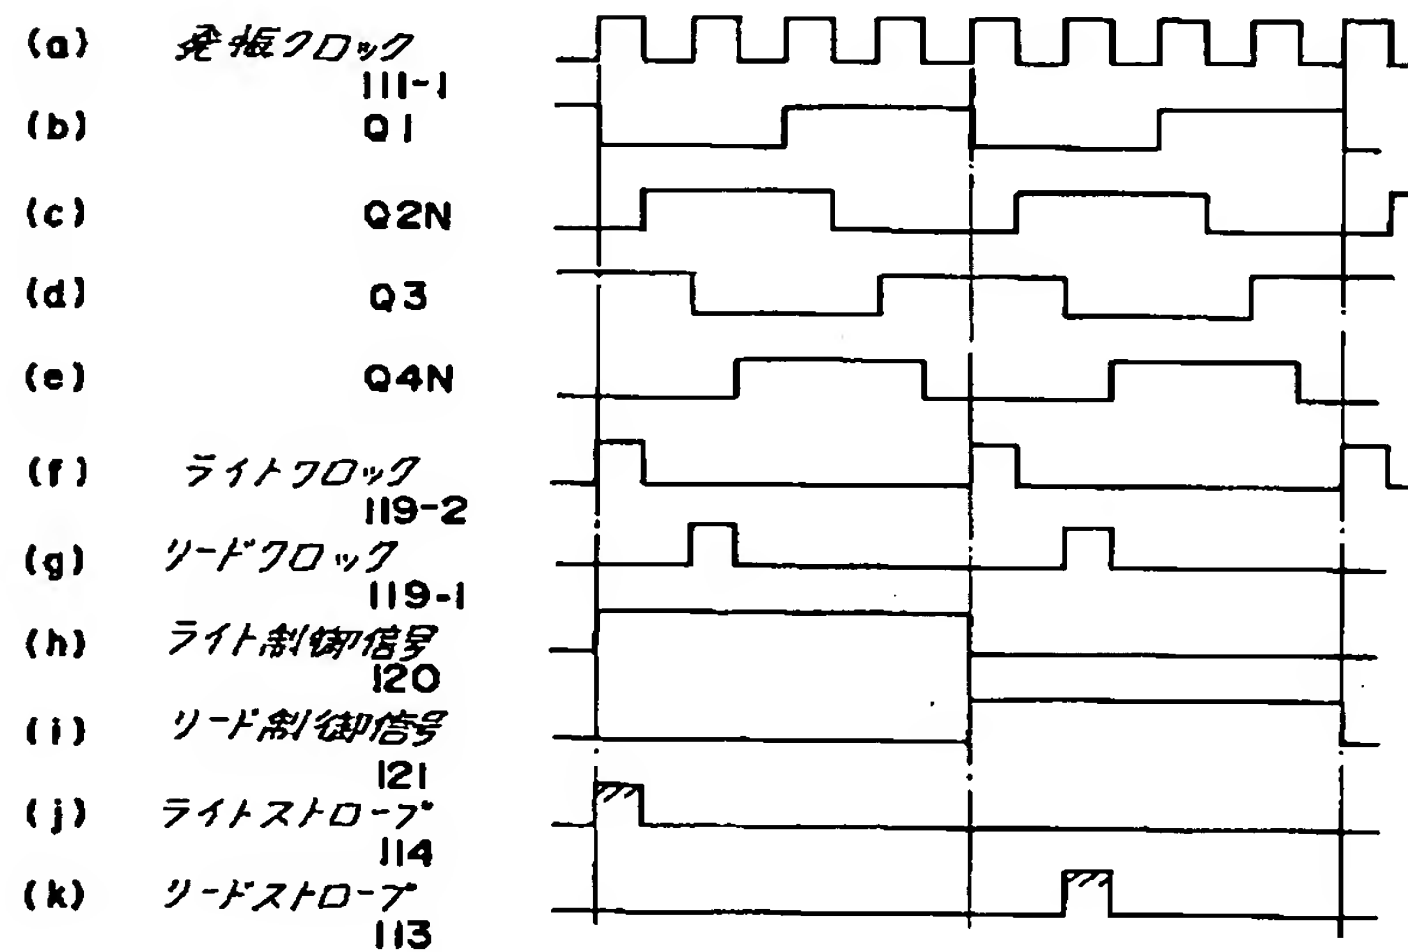 (a) 発振クロック
111-1
(b) Q1
(c) Q2N
(d) Q3
(e) Q4N
(f) ライトクロック
119-2
(g) リードクロック
119-1
(h) ライト制御信号
120
(i) リード制御信号
121
(j) ライトストローブ
114
(k) リードストローブ
113